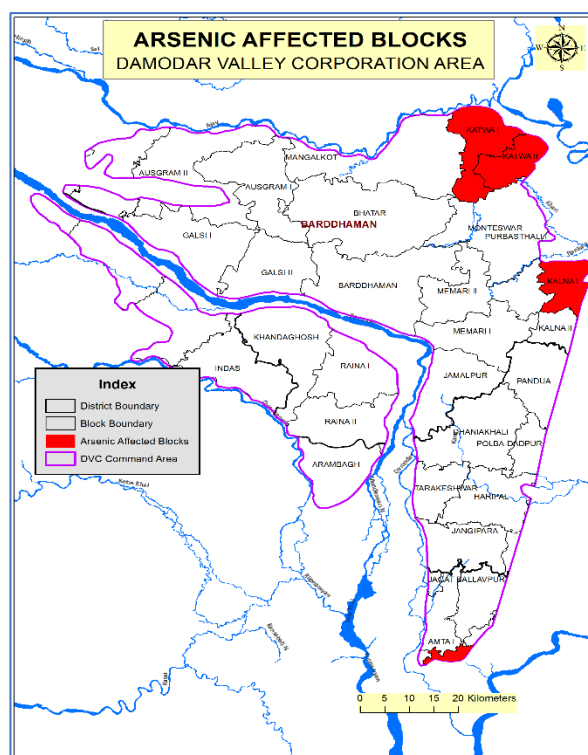 ARSENIC AFFECTED BLOCKS
DAMODAR VALLEY CORPORATION AREA
N
W E
S
Ajay
KATWA I
KATWA II
MANGALKOT
AUSGRAM II
AUSGRAM I
BHATAR
BARDDHAMAN
MONTESWAR
PURBASTHALI
GALSI I
GALSI II
BARDDHAMAN
MEMARI II
KALNA I
MEMARI I
KALNA II
KHANDAGHOSH
INDAS
RAINA I
JAMALPUR
PANDUA
RAINA II
HANIAKHALI
POLBA-DADPUR
ARAMBAGH
TARAKESHWAR
HARIPAL
JANGIPARA
JAGAT BALLAVPUR
AMTA I
Index
District Boundary
Block Boundary
Arsenic Affected Blocks
DVC Command Area
0 5 10 15 20 Kilometers